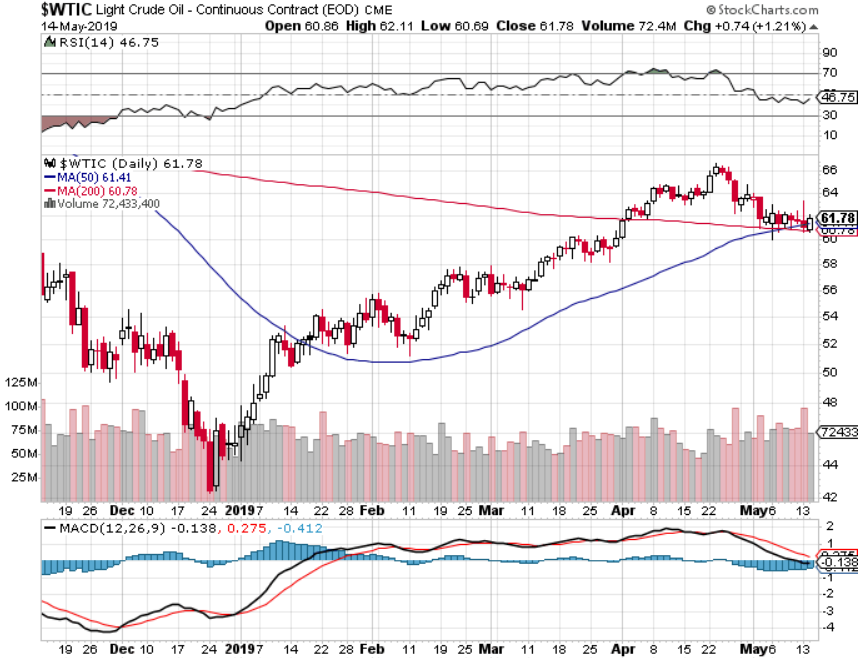 $WTIC Light Crude Oil - Continuous Contract (EOD) CME © StockCharts.com
14-May-2019 Open 60.86 High 62.11 Low 60.69 Close 61.78 Volume 72.4M Chg +0.74 (+1.21%)
RSI(14) 46.75
90
70
46.75
30
10
$WTIC (Daily) 61.78
MA(50) 61.41
MA(200) 60.78
Volume 72,433,400
66
64
61.78
60.78
60
58
56
54
52
50
48
44
42
125M
100M
75M
50M
25M
72433
19 26 Dec 10 17 24 2019 7 14 22 28 Feb 11 19 25 Mar 11 18 25 Apr 8 15 22 May 6 13
MACD(12,26,9) -0.138, 0.275, -0.412
2
1
0.275
-0.138
-1
-2
-3
-4
19 26 Dec 10 17 24 2019 7 14 22 28 Feb 11 19 25 Mar 11 18 25 Apr 8 15 22 May 6 13